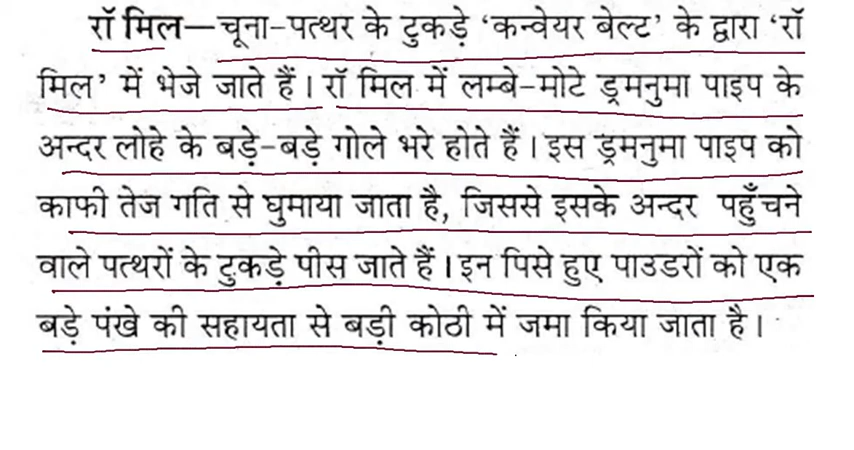 रॉ मिल—चूना-पत्थर के टुकड़े ‘कन्वेयर बेल्ट’ के द्वारा ‘रॉ
मिल’ में भेजे जाते हैं। रॉ मिल में लम्बे-मोटे ड्रमनुमा पाइप के
अन्दर लोहे के बड़े-बड़े गोले भरे होते हैं। इस ड्रमनुमा पाइप को
काफी तेज गति से घुमाया जाता है, जिससे इसके अन्दर पहुँचने
वाले पत्थरों के टुकड़े पीस जाते हैं। इन पिसे हुए पाउडरों को एक
बड़े पंखे की सहायता से बड़ी कोठी में जमा किया जाता है।